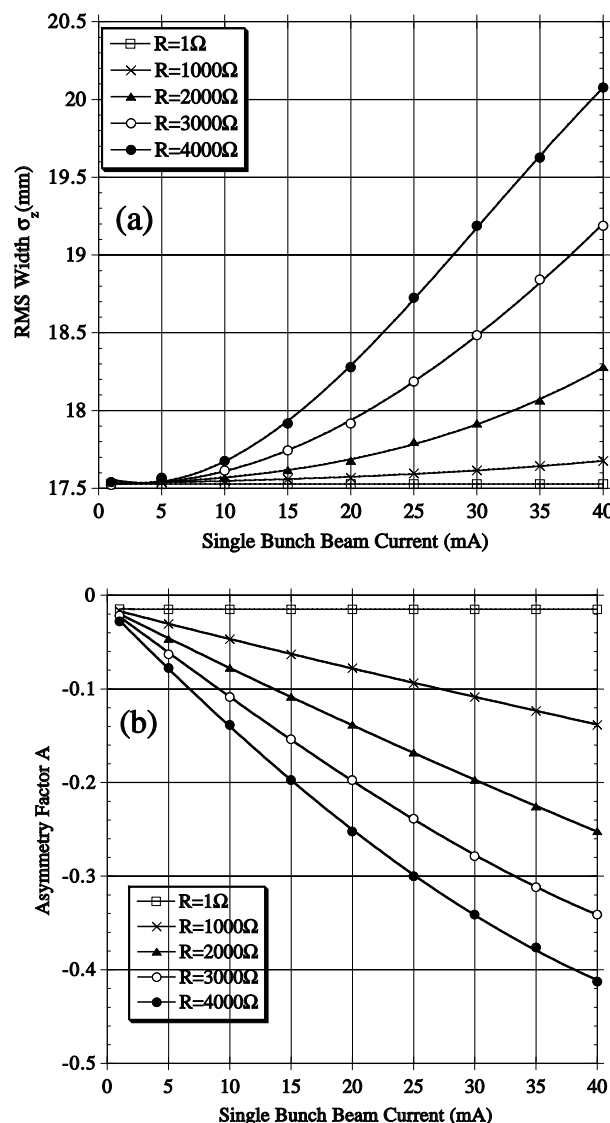 20.5
20
19.5
19
18.5
18
17.5
RMS Width σz(mm)
R=1Ω
R=1000Ω
R=2000Ω
R=3000Ω
R=4000Ω
(a)
0 5 10 15 20 25 30 35 40
Single Bunch Beam Current (mA)
0
-0.1
-0.2
-0.3
-0.4
-0.5
Asymmetry Factor A
(b)
R=1Ω
R=1000Ω
R=2000Ω
R=3000Ω
R=4000Ω
0 5 10 15 20 25 30 35 40
Single Bunch Beam Current (mA)